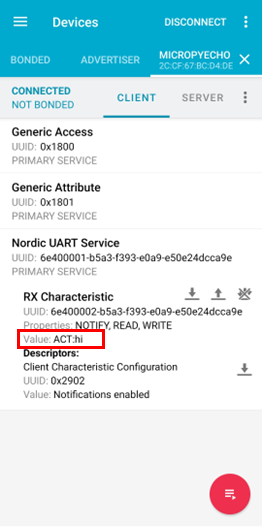 Devices
DISCONNECT
BONDED
ADVERTISER
MICROPYECHO
2C:CF:67:BC:D4:DE
CONNECTED
NOT BONDED
CLIENT
SERVER
Generic Access
UUID: 0x1800
PRIMARY SERVICE
Generic Attribute
UUID: 0x1801
PRIMARY SERVICE
Nordic UART Service
UUID: 6e400001-b5a3-f393-e0a9-e50e24dcca9e
PRIMARY SERVICE
RX Characteristic
UUID: 6e400002-b5a3-f393-e0a9-e50e24dcca9e
Properties: NOTIFY, READ, WRITE
Value: ACT:hi
Descriptors:
Client Characteristic Configuration
UUID: 0x2902
Value: Notifications enabled